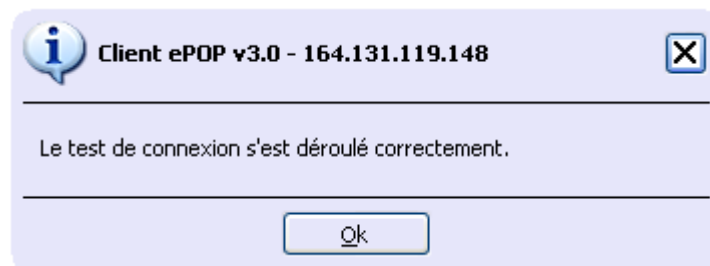 Client ePOP v3.0 - 164.131.119.148
Le test de connexion s'est déroulé correctement.
Ok